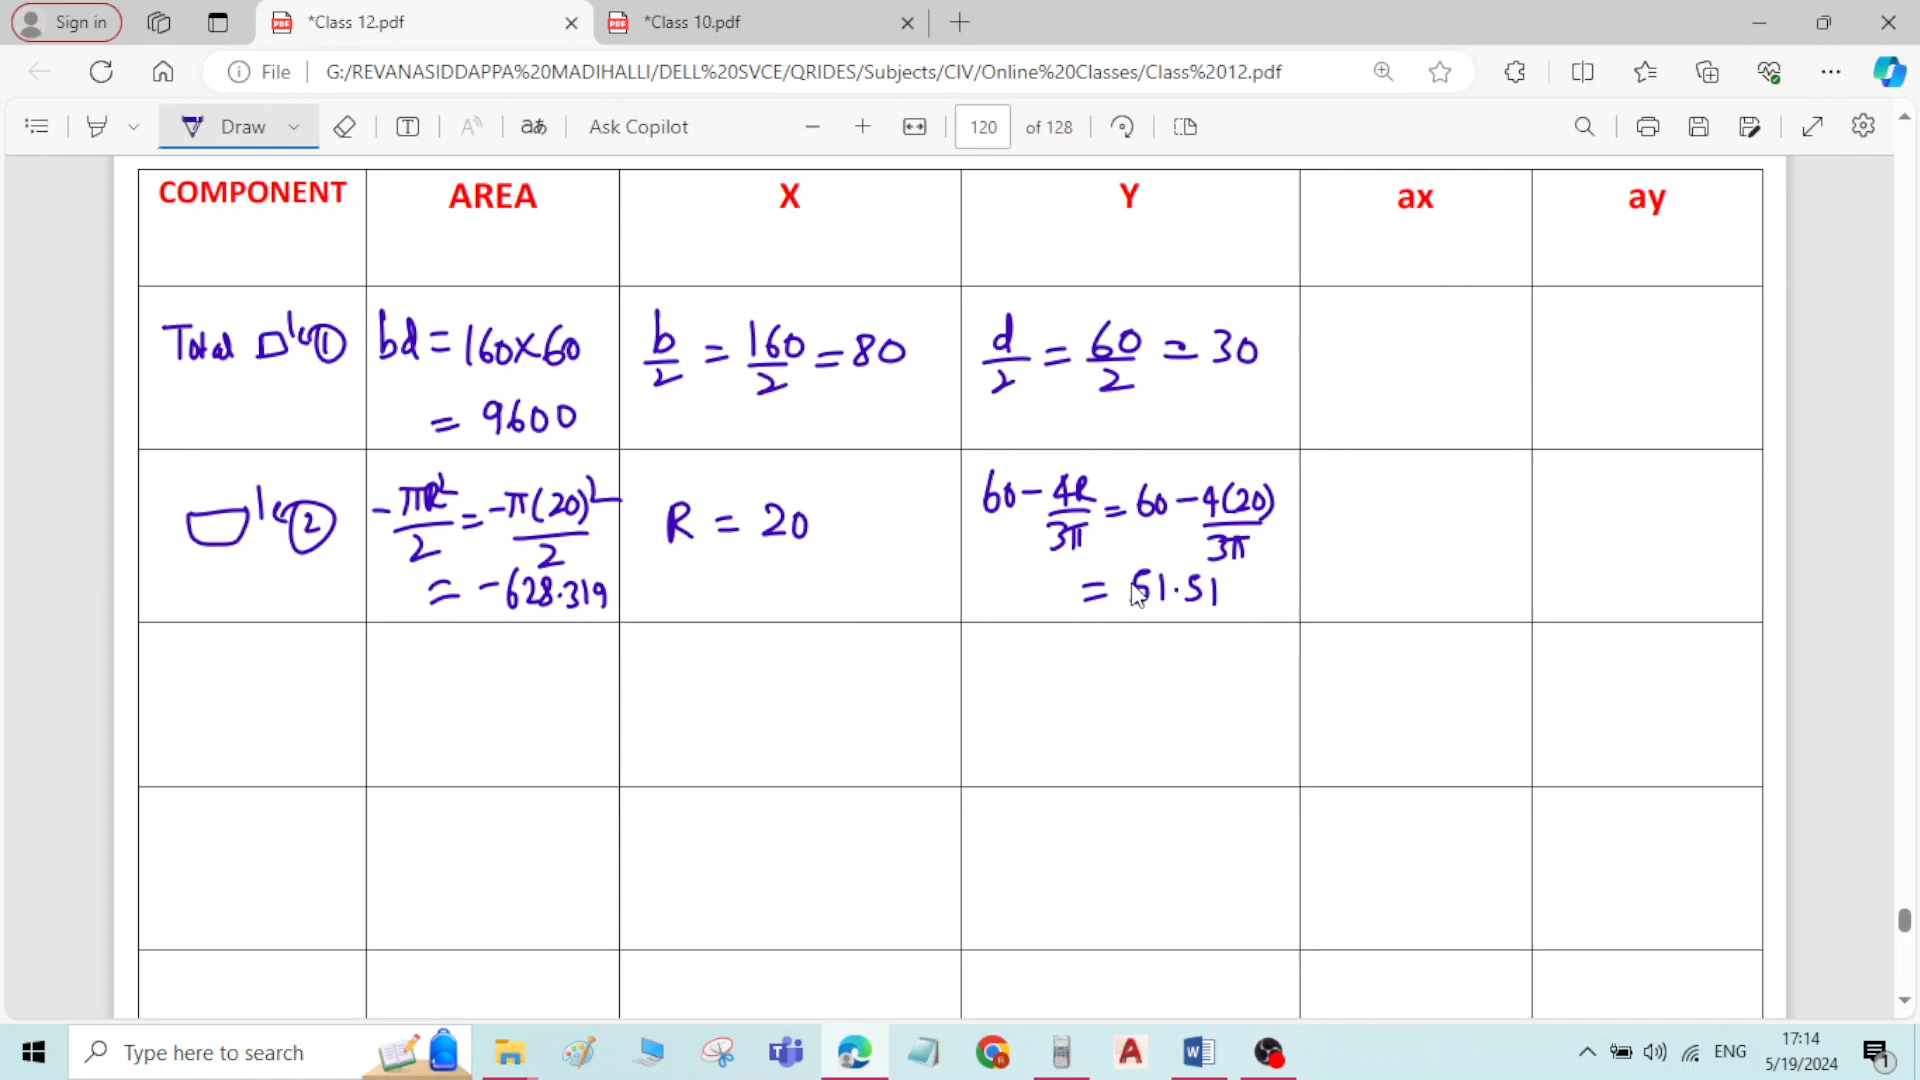 Sign in
*Class 12.pdf
*Class 10.pdf
File G:/REVANASIDDAPPA%20MADIHALLI/DELL%20SVCE/QRIDES/Subjects/CIV/Online%20Classes/Class%2012.pdf
Draw
Ask Copilot
120 of 128
COMPONENT AREA X Y ax ay
Total ① bd = 160×60 b/2 = 160/2 = 80 d/2 = 60/2 = 30
= 9600
② -πR²/2 = -π(20)²/2 R = 20 60 - 4R/3π = 60 - 4(20)/3π
= -628.319 = 51.51
Type here to search
ENG
17:14
5/19/2024
1